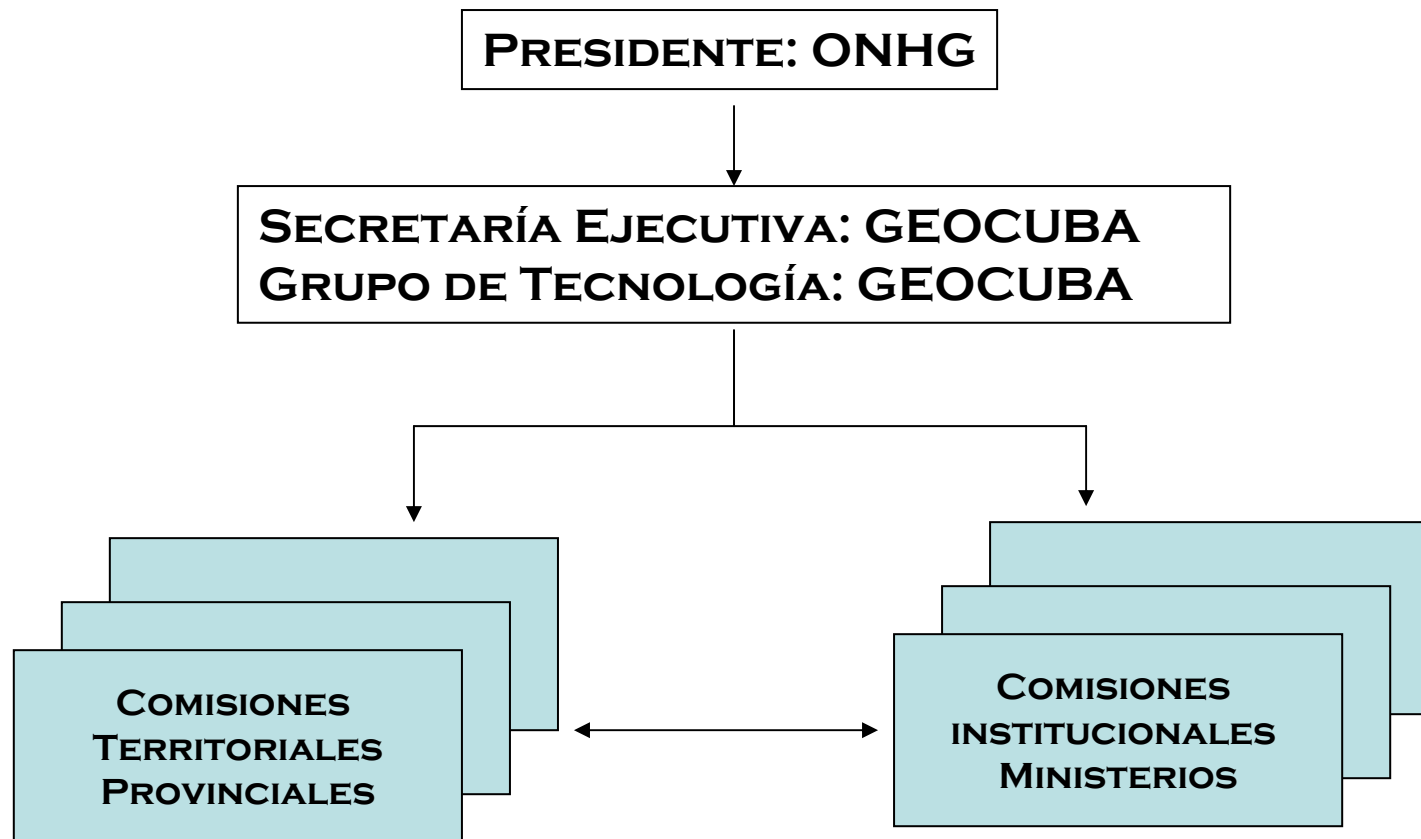 Presidente: ONHG
Secretaría Ejecutiva: GEOCUBA
Grupo de Tecnología: GEOCUBA
Comisiones
Territoriales
Provinciales
Comisiones
institucionales
Ministerios